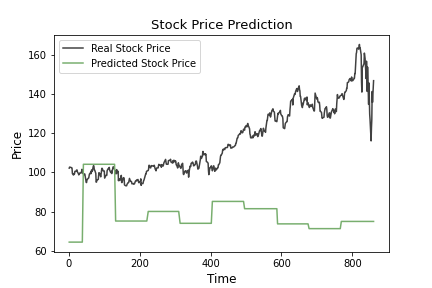 Stock Price Prediction
Real Stock Price
Predicted Stock Price
Price
160
140
120
100
80
60
0 200 400 600 800
Time